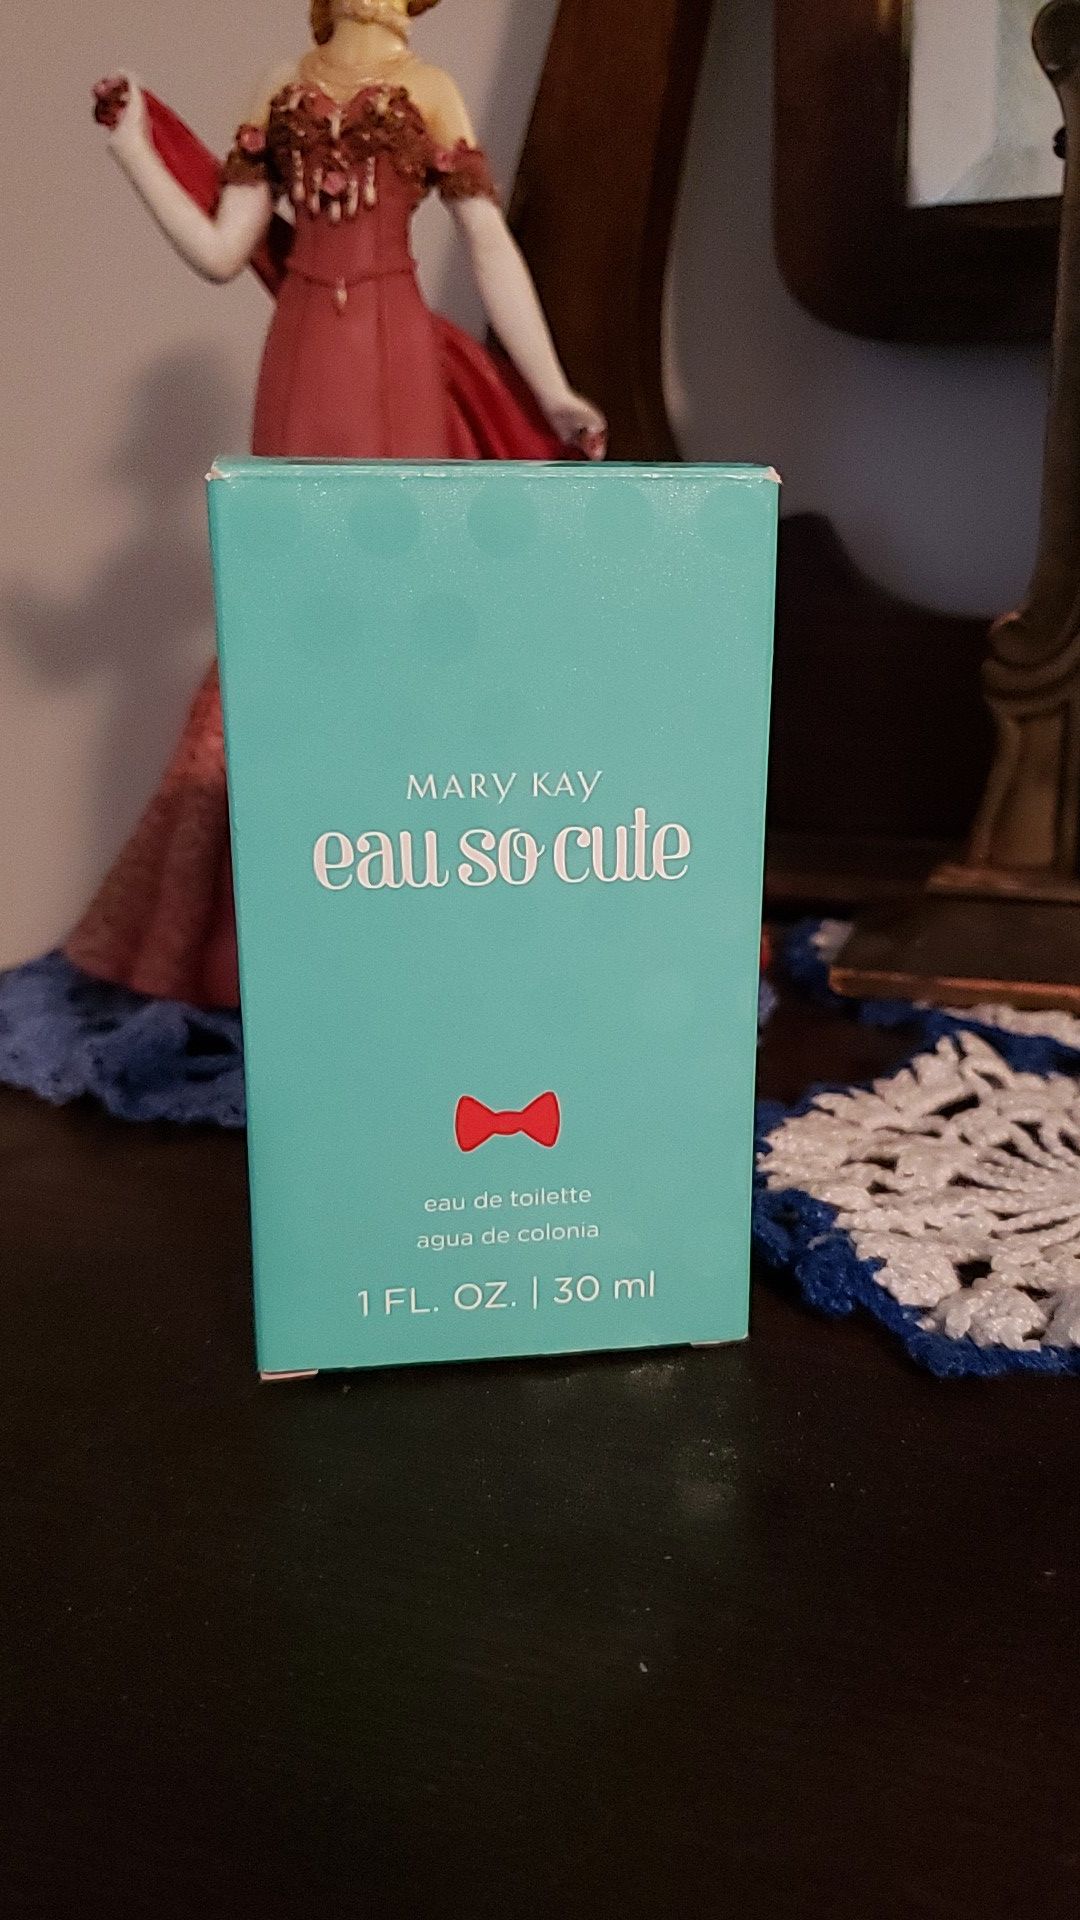 MARY KAY
eau so cute
eau de toilette
agua de colonia
1 FL. OZ. | 30 ml